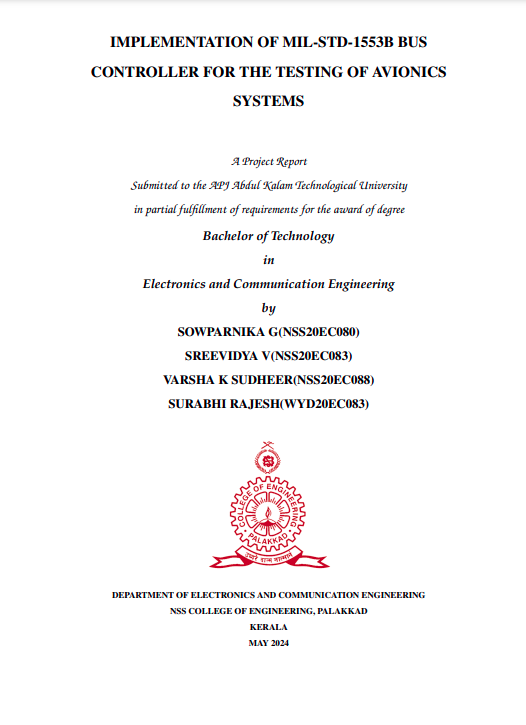 IMPLEMENTATION OF MIL-STD-1553B BUS
CONTROLLER FOR THE TESTING OF AVIONICS
SYSTEMS
A Project Report
Submitted to the APJ Abdul Kalam Technological University
in partial fulfillment of requirements for the award of degree
Bachelor of Technology
in
Electronics and Communication Engineering
by
SOWPARNIKA G(NSS20EC080)
SREEVIDYA V(NSS20EC083)
VARSHA K SUDHEER(NSS20EC088)
SURABHI RAJESH(WYD20EC083)
COLLEGE OF ENGINEERING
PALAKKAD
DEPARTMENT OF ELECTRONICS AND COMMUNICATION ENGINEERING
NSS COLLEGE OF ENGINEERING, PALAKKAD
KERALA
MAY 2024